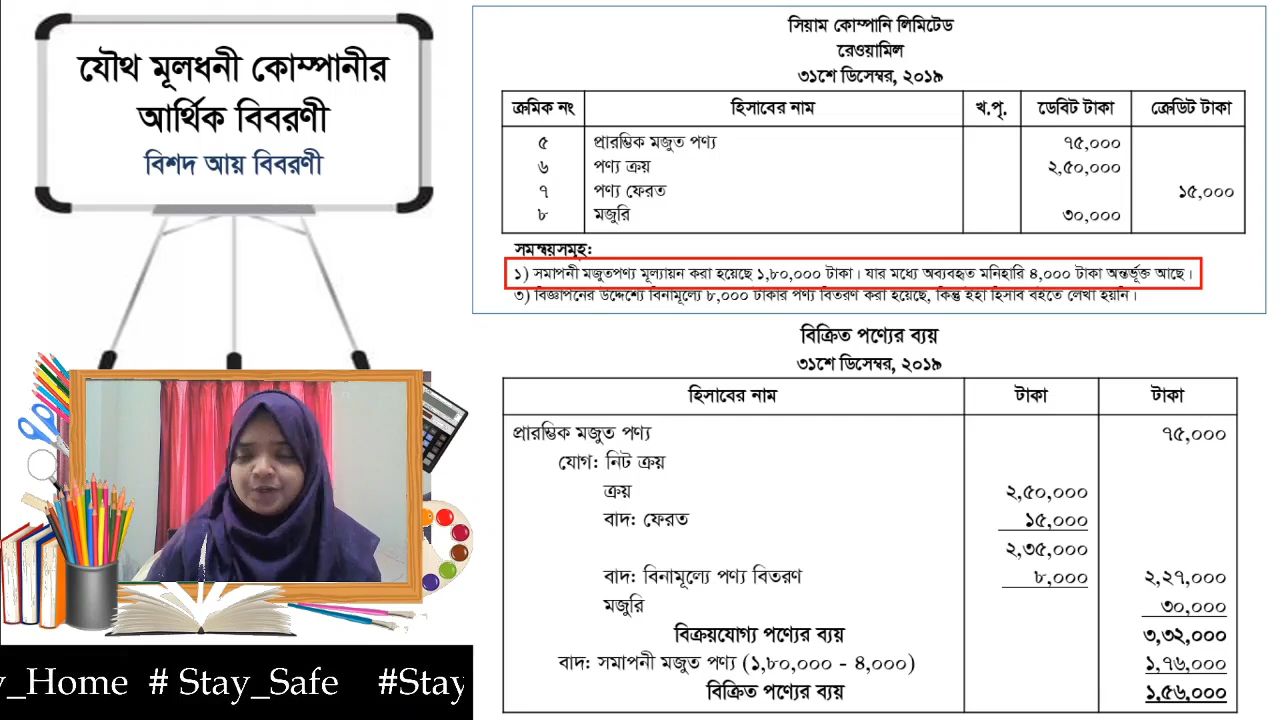 যৌথ মূলধনী কোম্পানীর
আর্থিক বিবরণী
বিশদ আয় বিবরণী
সিয়াম কোম্পানি লিমিটেড
রেওয়ামিল
৩১শে ডিসেম্বর, ২০১৯
ক্রমিক নং হিসাবের নাম খ.পৃ. ডেবিট টাকা ক্রেডিট টাকা
৫ প্রারম্ভিক মজুত পণ্য ৭৫,০০০
৬ পণ্য ক্রয় ২,৫০,০০০
৭ পণ্য ফেরত ১৫,০০০
৮ মজুরি ৩০,০০০
সমন্বয়সমূহ:
১) সমাপনী মজুতপণ্য মূল্যায়ন করা হয়েছে ১,৮০,০০০ টাকা। যার মধ্যে অব্যবহৃত মনিহারি ৪,০০০ টাকা অন্তর্ভূক্ত আছে।
৩) বিজ্ঞাপনের উদ্দেশ্যে বিনামূল্যে ৮,০০০ টাকার পণ্য বিতরণ করা হয়েছে, কিন্তু ইহা হিসাব বইতে লেখা হয়নি।
বিক্রিত পণ্যের ব্যয়
৩১শে ডিসেম্বর, ২০১৯
হিসাবের নাম টাকা টাকা
প্রারম্ভিক মজুত পণ্য ৭৫,০০০
যোগ: নিট ক্রয়
ক্রয় ২,৫০,০০০
বাদ: ফেরত ১৫,০০০
২,৩৫,০০০
বাদ: বিনামূল্যে পণ্য বিতরণ ৮,০০০ ২,২৭,০০০
মজুরি ৩০,০০০
বিক্রয়যোগ্য পণ্যের ব্যয় ৩,৩২,০০০
বাদ: সমাপনী মজুত পণ্য (১,৮০,০০০ - ৪,০০০) ১,৭৬,০০০
বিক্রিত পণ্যের ব্যয় ১,৫৬,০০০
y_Home # Stay_Safe #Stay